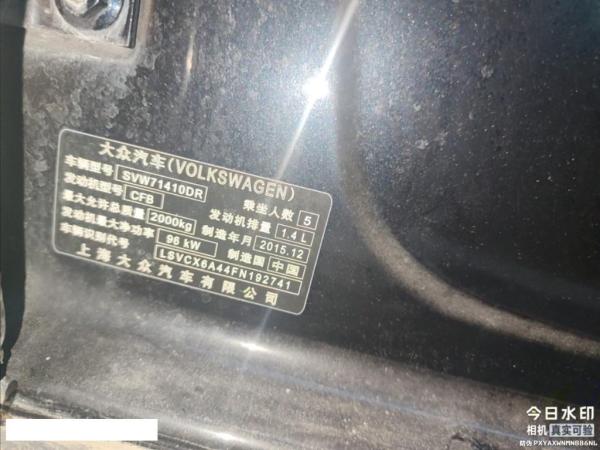 大众汽车(VOLKSWAGEN)
车辆型号 SVW71410DR 乘坐人数 5
发动机型号 CFB 发动机排量 1.4 L
最大允许总质量 2000kg 制造年月 2015.12
发动机最大净功率 96 kW 制造国 中国
车辆识别代号 LSVCX6A44FN192741
上海大众汽车有限公司
今日水印
相机 真实可验
防伪 PXYAXWNMNBB6NL